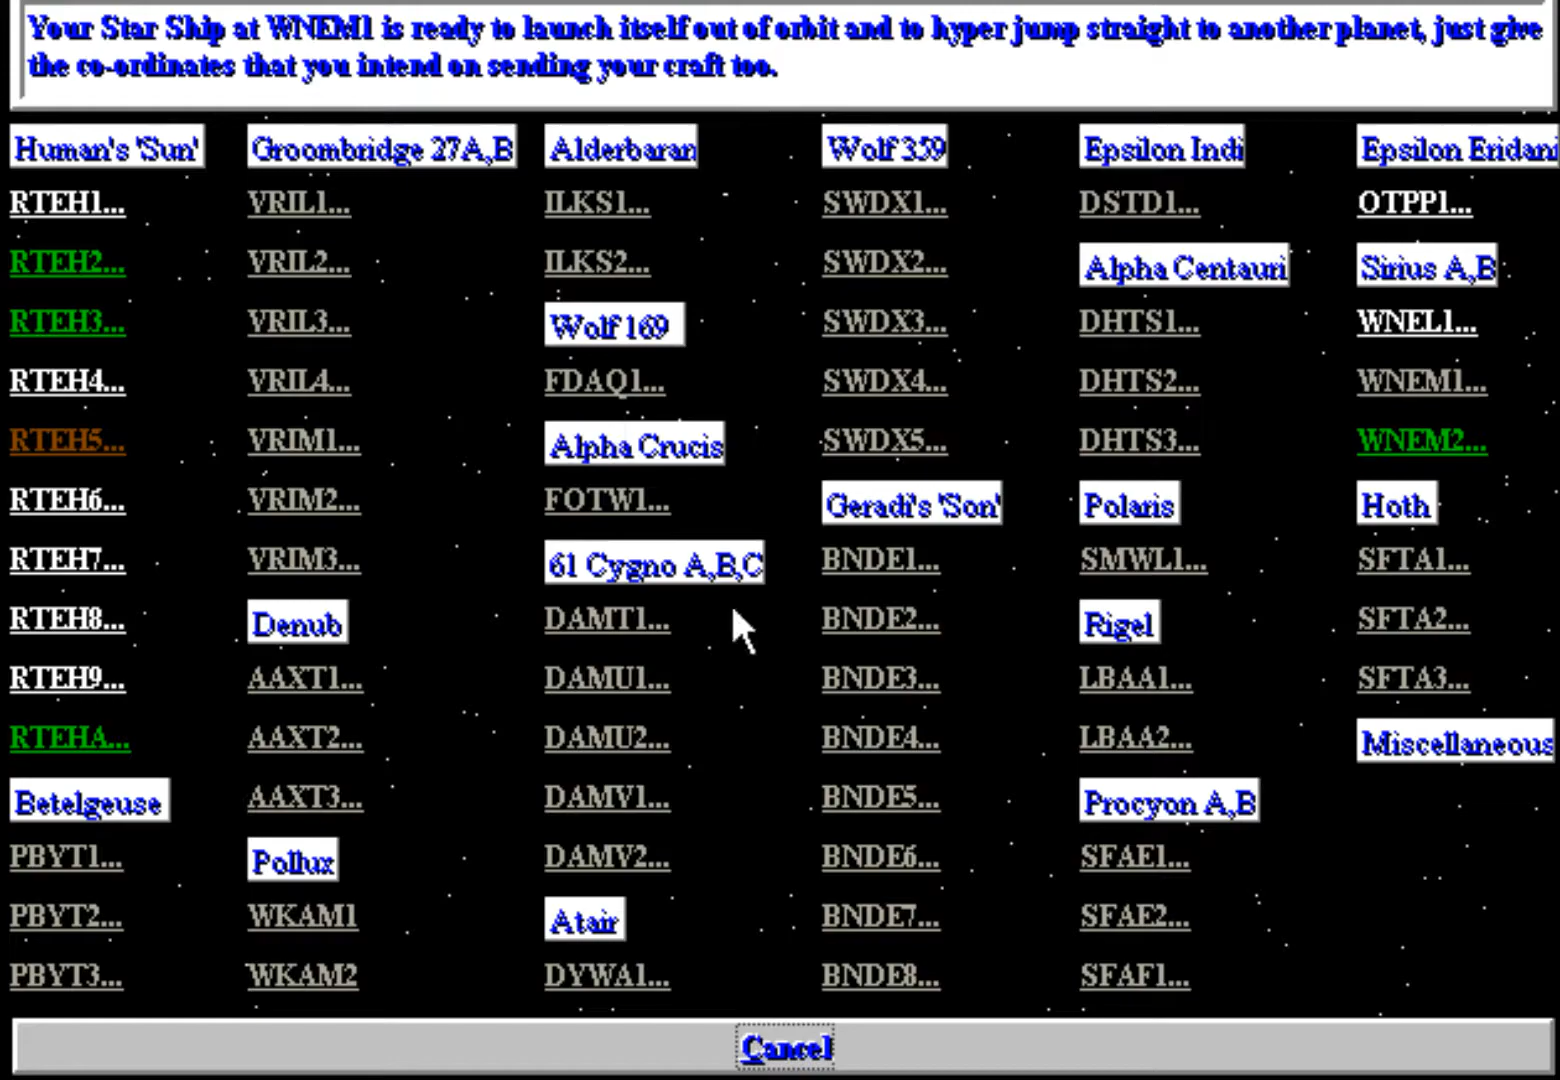 Your Star Ship at WNEM1 is ready to launch itself out of orbit and to hyper jump straight to another planet, just give
the co-ordinates that you intend on sending your craft too.
Human's 'Sun'
RTEH1...
RTEH2...
RTEH3...
RTEH4...
RTEH5...
RTEH6...
RTEH7...
RTEH8...
RTEH9...
RTEHA...
Betelgeuse
PBYT1...
PBYT2...
PBYT3...
Groombridge 27A,B
VRIL1...
VRIL2...
VRIL3...
VRIL4...
VRIM1...
VRIM2...
VRIM3...
Denub
AAXT1...
AAXT2...
AAXT3...
Pollux
WKAM1
WKAM2
Alderbaran
ILKS1...
ILKS2...
Wolf 169
FDAQ1...
Alpha Crucis
FOTW1...
61 Cygno A,B,C
DAMT1...
DAMU1...
DAMU2...
DAMV1...
DAMV2...
Atair
DYWA1...
Wolf 359
SWDX1...
SWDX2...
SWDX3...
SWDX4...
SWDX5...
Geradi's 'Son'
BNDE1...
BNDE2...
BNDE3...
BNDE4...
BNDE5...
BNDE6...
BNDE7...
BNDE8...
Epsilon Indi
DSTD1...
Alpha Centauri
DHTS1...
DHTS2...
DHTS3...
Polaris
SMWL1...
Rigel
LBAA1...
LBAA2...
Procyon A,B
SFAE1...
SFAE2...
SFAF1...
Epsilon Eridani
OTPP1...
Sirius A,B
WNEL1...
WNEM1...
WNEM2...
Hoth
SFTA1...
SFTA2...
SFTA3...
Miscellaneous
Cancel